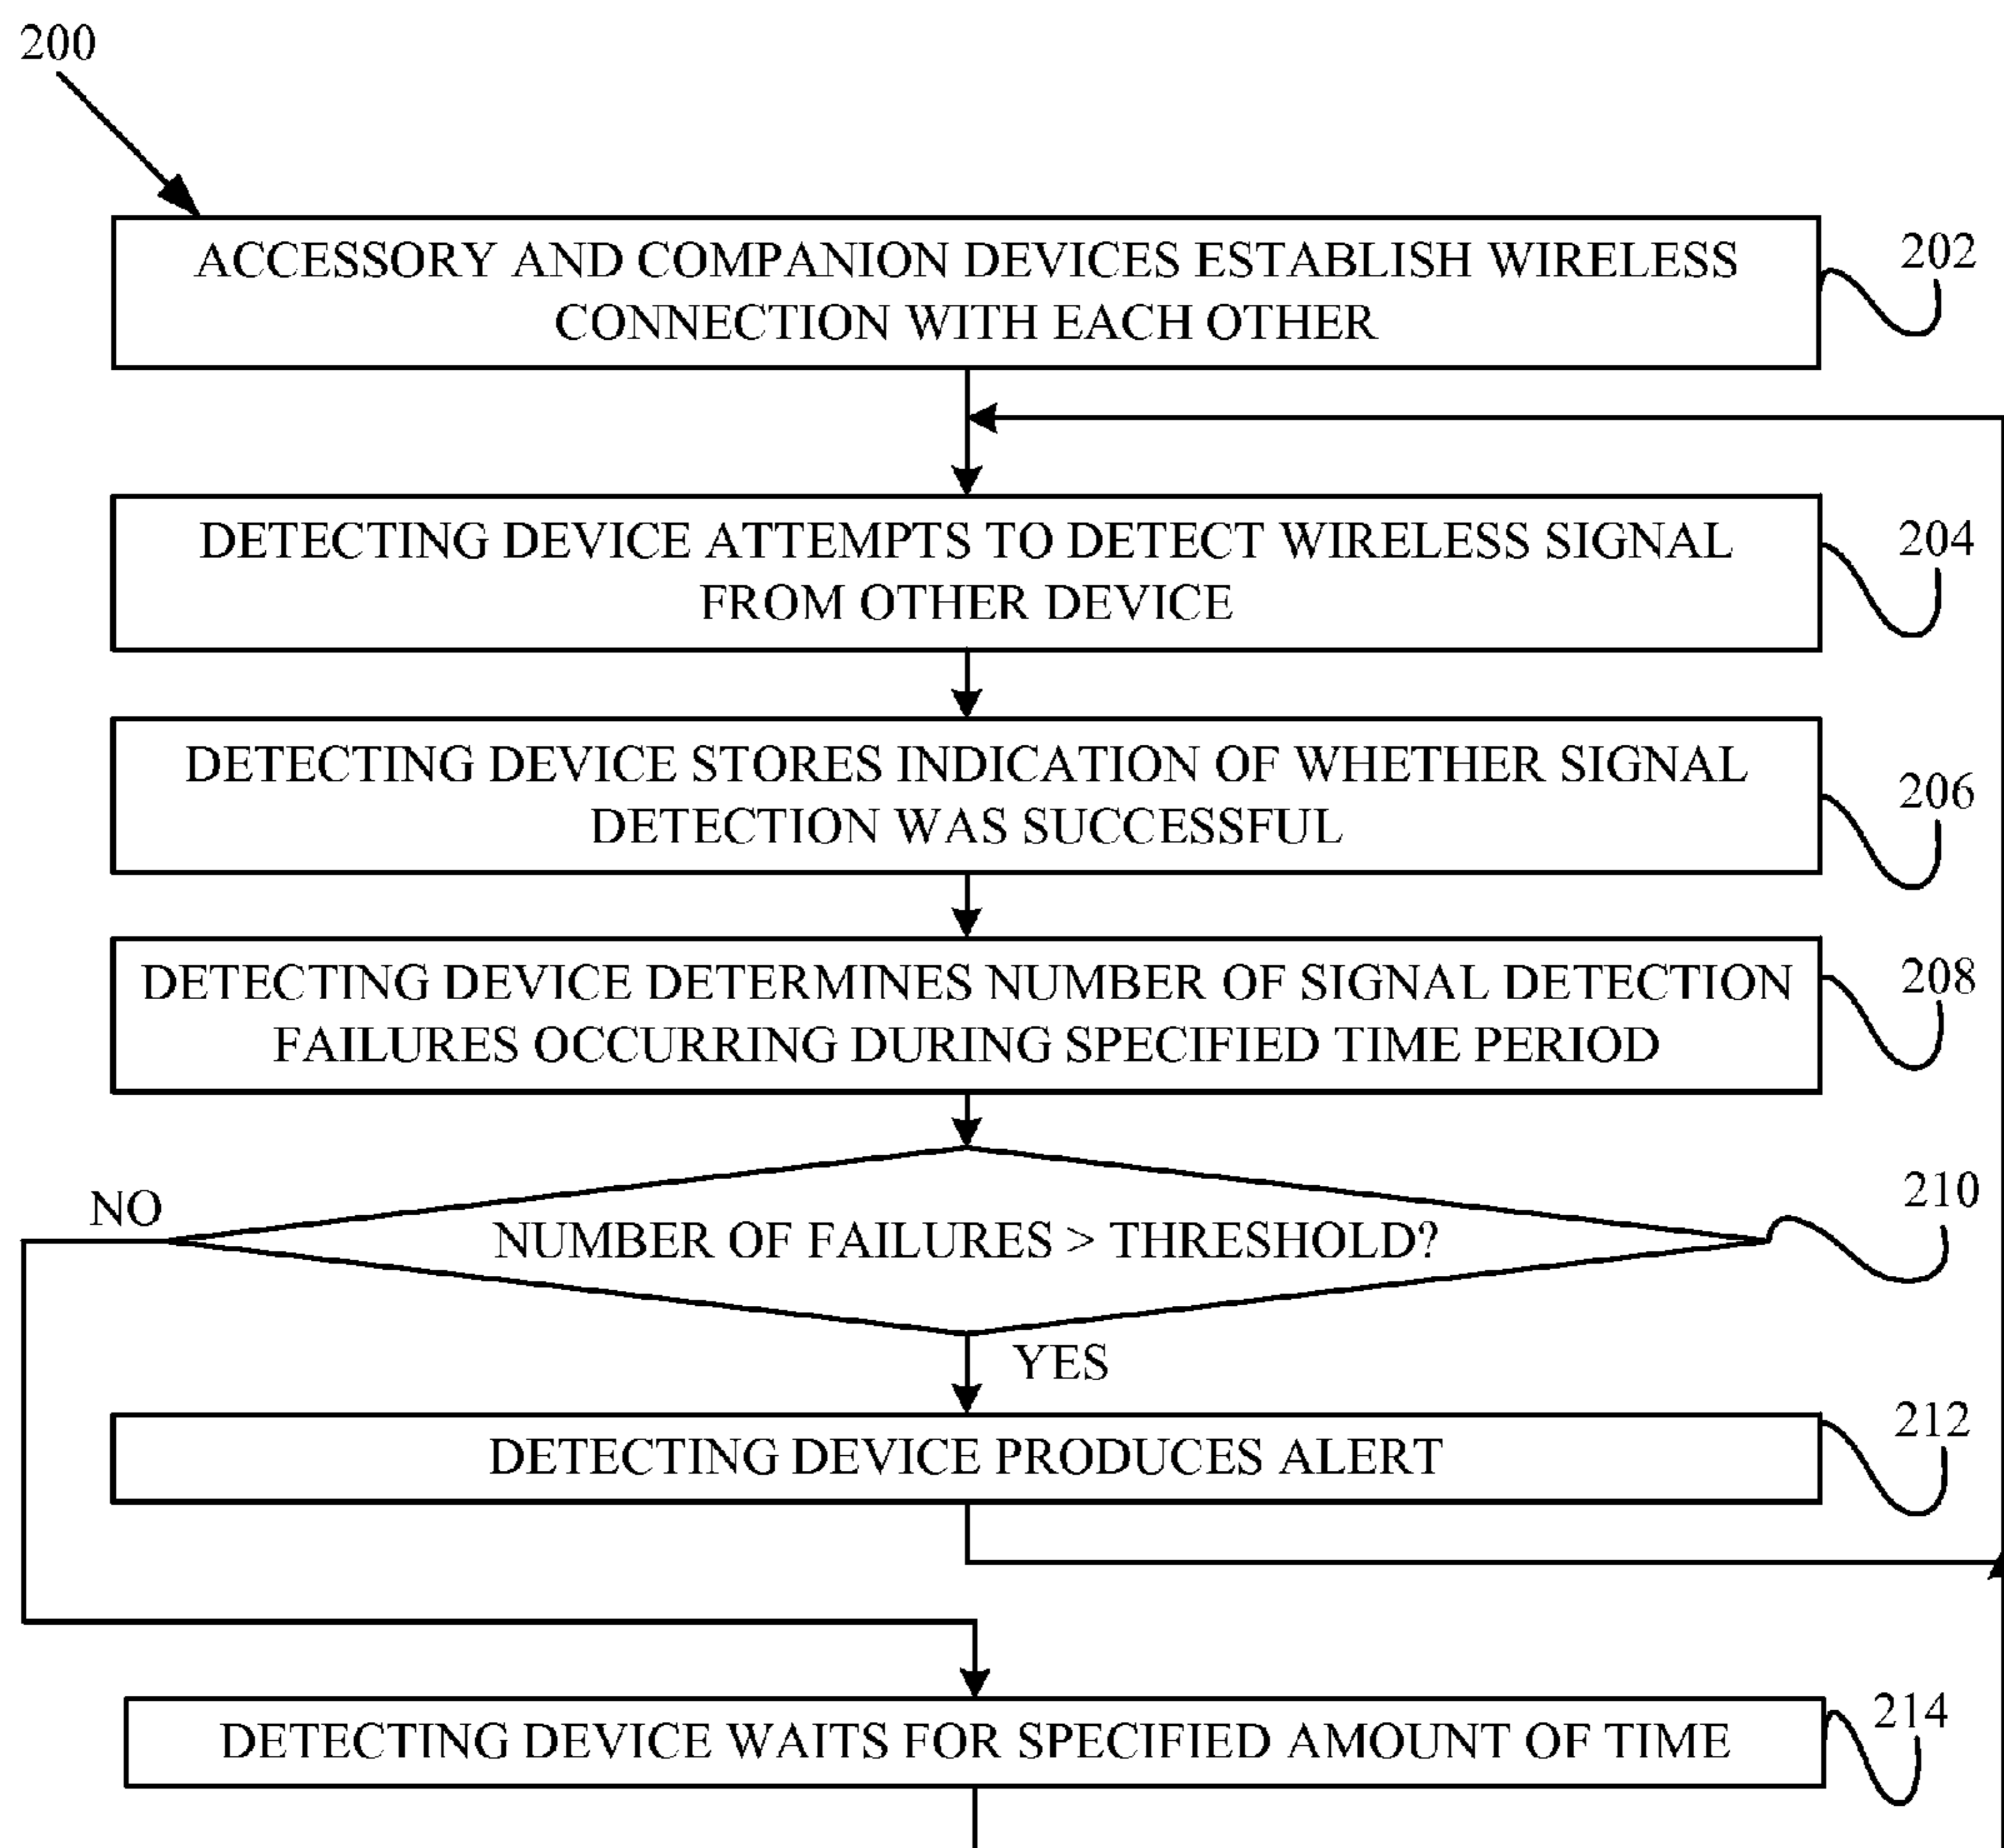 200
ACCESSORY AND COMPANION DEVICES ESTABLISH WIRELESS
CONNECTION WITH EACH OTHER
202
DETECTING DEVICE ATTEMPTS TO DETECT WIRELESS SIGNAL
FROM OTHER DEVICE
204
DETECTING DEVICE STORES INDICATION OF WHETHER SIGNAL
DETECTION WAS SUCCESSFUL
206
DETECTING DEVICE DETERMINES NUMBER OF SIGNAL DETECTION
FAILURES OCCURRING DURING SPECIFIED TIME PERIOD
208
NO
NUMBER OF FAILURES > THRESHOLD?
210
YES
DETECTING DEVICE PRODUCES ALERT
212
DETECTING DEVICE WAITS FOR SPECIFIED AMOUNT OF TIME
214